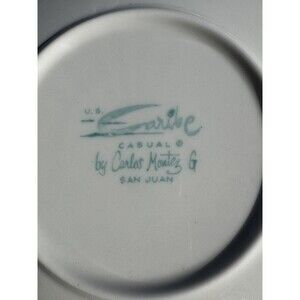 U.S.
Caribe
CASUAL ®
by Carlos Montez G
SAN JUAN